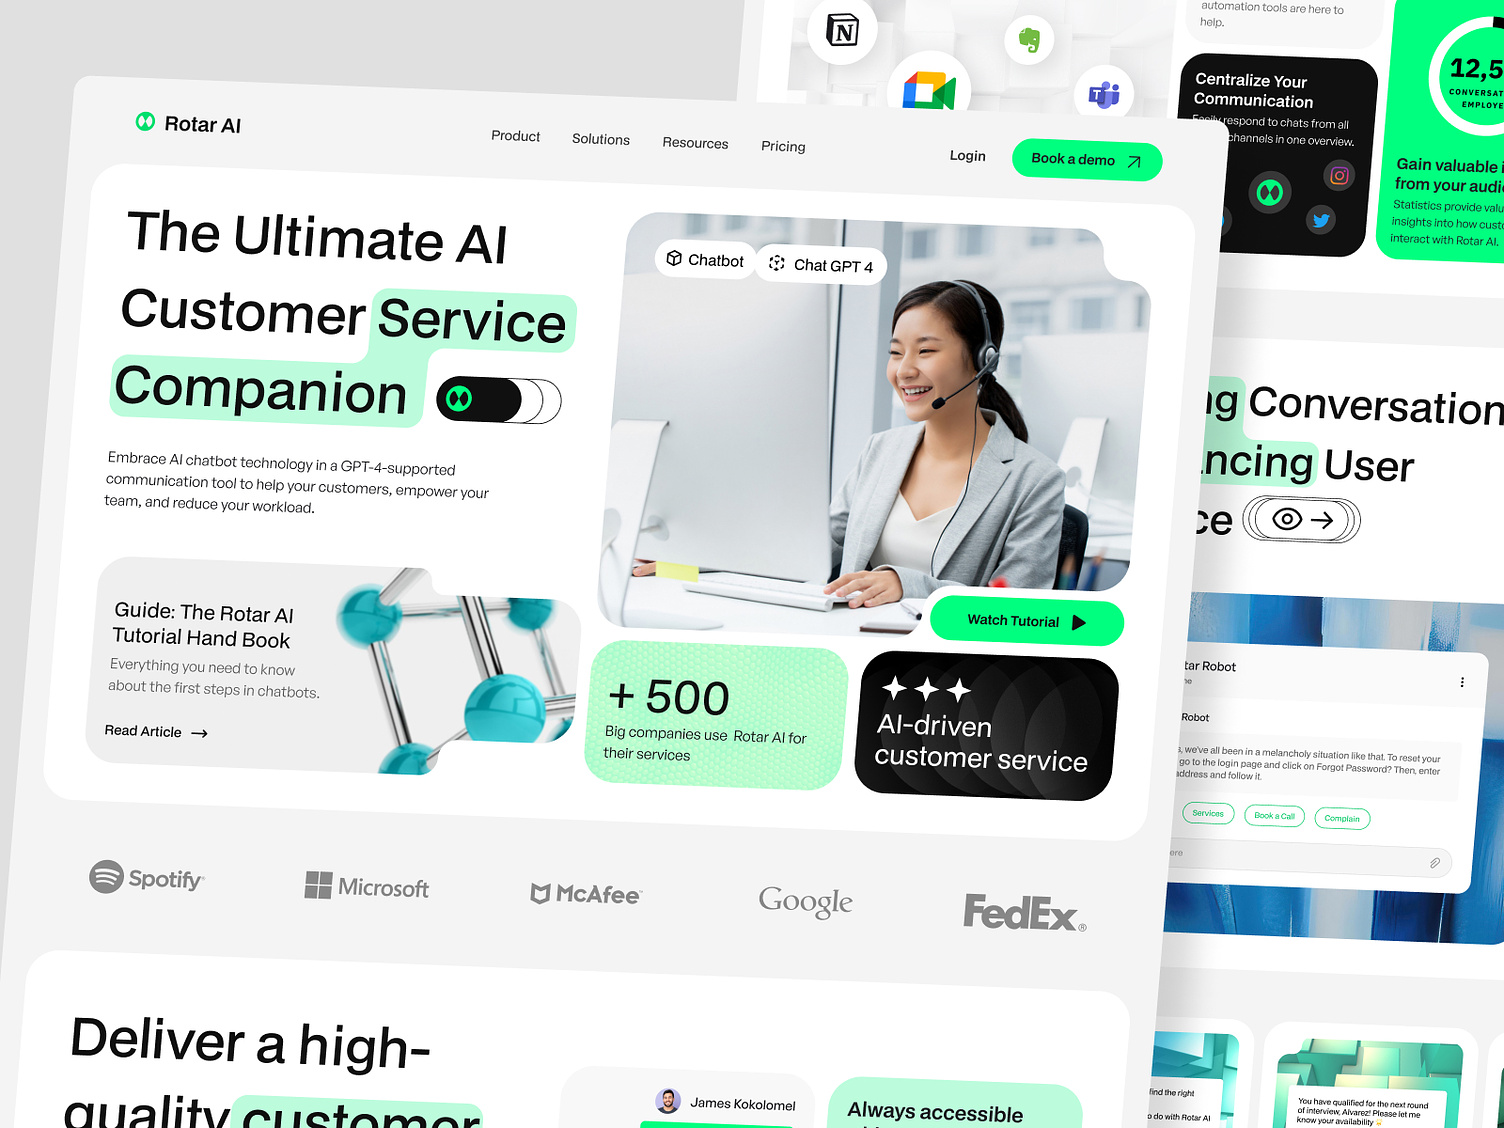 Rotar AI
Product
Solutions
Resources
Pricing
Login
Book a demo
The Ultimate AI
Customer Service
Companion
Embrace AI chatbot technology in a GPT-4-supported
communication tool to help your customers, empower your
team, and reduce your workload.
Chatbot
Chat GPT 4
Watch Tutorial
Guide: The Rotar AI
Tutorial Hand Book
Everything you need to know
about the first steps in chatbots.
Read Article
+ 500
Big companies use Rotar AI for
their services
AI-driven
customer service
Spotify
Microsoft
McAfee
Google
FedEx
Deliver a high-
quality customer
James Kokolomel
Always accessible
automation tools are here to
help.
Centralize Your
Communication
Easily respond to chats from all
channels in one overview.
12,5
CONVERSAT
EMPLOYE
Gain valuable i
from your audi
Statistics provide valu
insights into how custo
interact with Rotar AI.
ng Conversation
ncing User
ce
tar Robot
Robot
s, we've all been in a melancholy situation like that. To reset your
go to the login page and click on Forgot Password? Then, enter
address and follow it.
Services
Book a Call
Complain
ere
find the right
o do with Rotar AI
You have qualified for the next round
of interview, Alvarez! Please let me
know your availability